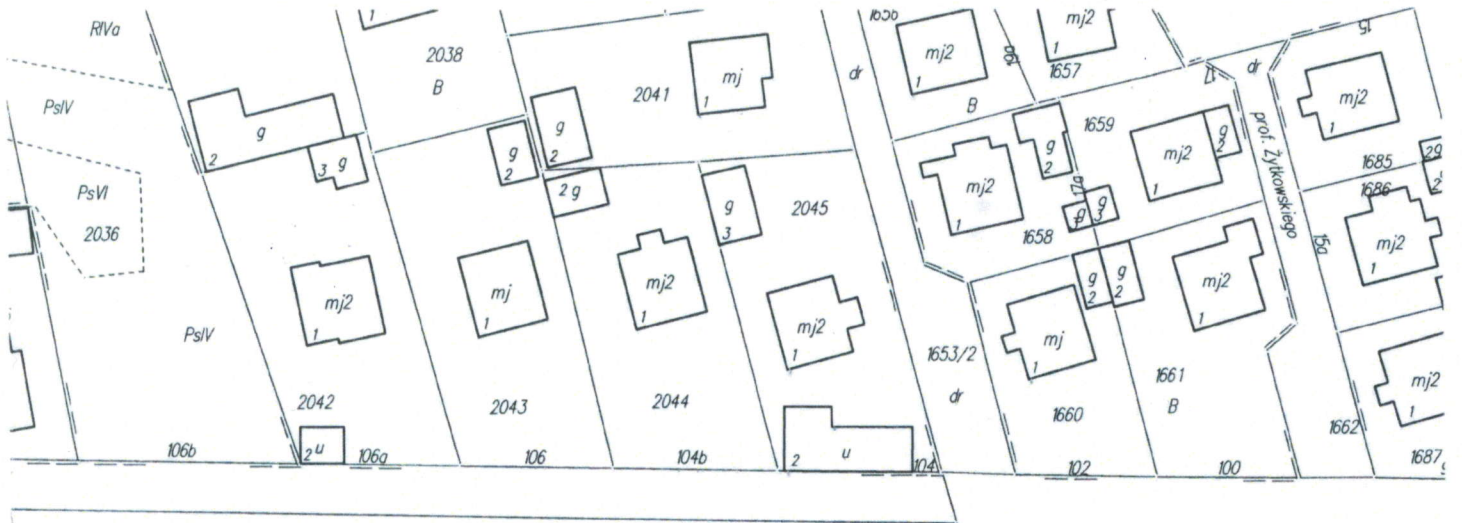 RIVa
1
2038
B
mj
1
2041
dr
1656
mj2
1
19a
mj2
1
1657
B
17
dr
15
mj2
1
PsIV
g
2
g
3
g
2
g
2
2 g
1659
g
2
mj2
1
g
2
prof. Żytkowskiego
1685
1686
29
2
PsVI
2036
g
3
2045
mj2
1
17a
g
g
3
1658
15a
mj2
1
PsIV
mj2
1
mj
1
mj2
1
mj2
1
g
2
g
2
mj
1
mj2
1
1653/2
dr
1661
B
mj2
1
2042
2043
2044
1660
1662
106b
2 u
106a
106
104b
2
u
104
102
100
1687